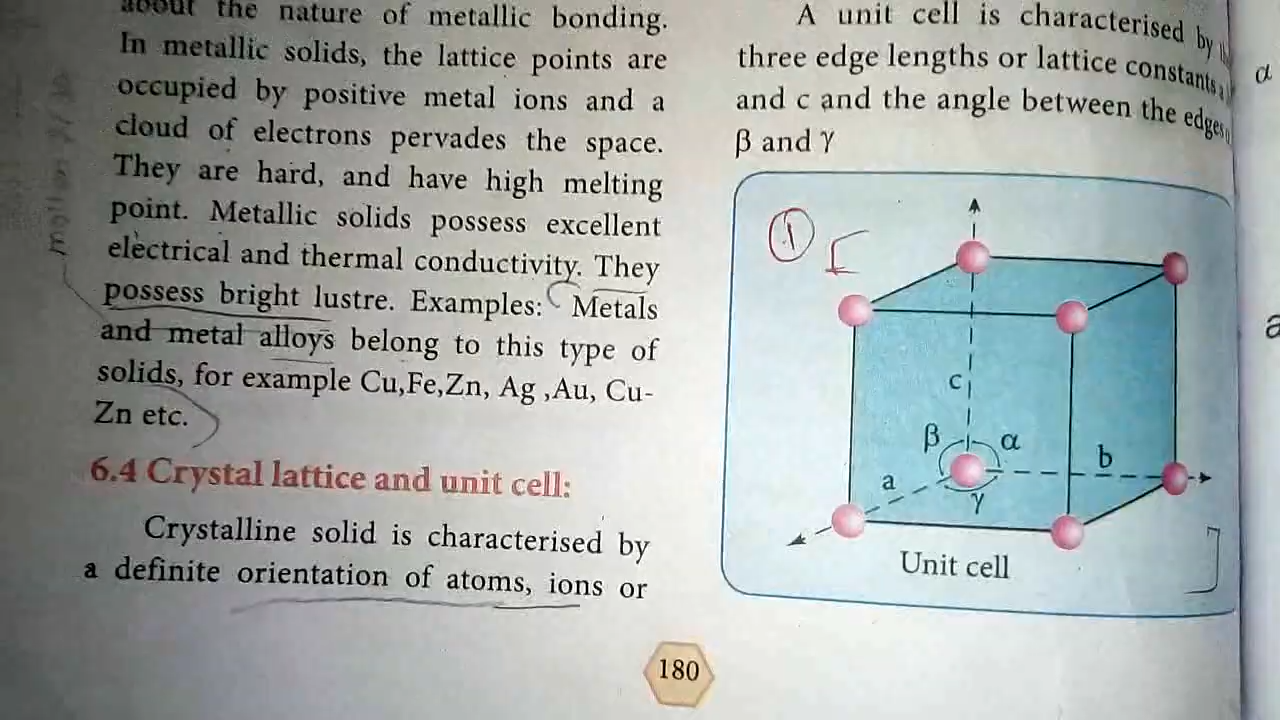 about the nature of metallic bonding.
In metallic solids, the lattice points are
occupied by positive metal ions and a
cloud of electrons pervades the space.
They are hard, and have high melting
point. Metallic solids possess excellent
electrical and thermal conductivity. They
possess bright lustre. Examples: Metals
and metal alloys belong to this type of
solids, for example Cu,Fe,Zn, Ag ,Au, Cu-
Zn etc.
6.4 Crystal lattice and unit cell:
Crystalline solid is characterised by
a definite orientation of atoms, ions or
A unit cell is characterised by
three edge lengths or lattice constants a
and c and the angle between the edges
β and γ
1
c
β
α
b
a
γ
Unit cell
180
α
a